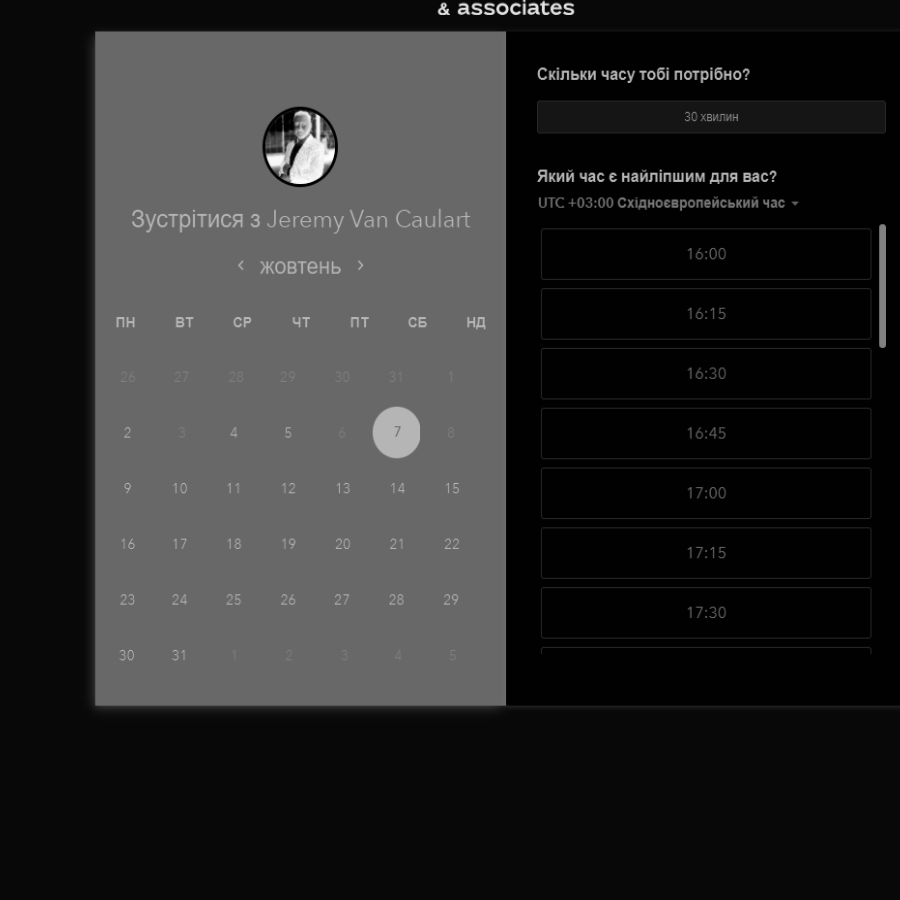 & associates
Зустрітися з Jeremy Van Caulart
жовтень
ПН ВТ СР ЧТ ПТ СБ НД
26 27 28 29 30 31 1
2 3 4 5 6 7 8
9 10 11 12 13 14 15
16 17 18 19 20 21 22
23 24 25 26 27 28 29
30 31 1 2 3 4 5
Скільки часу тобі потрібно?
30 хвилин
Який час є найліпшим для вас?
UTC +03:00 Східноєвропейський час
16:00
16:15
16:30
16:45
17:00
17:15
17:30